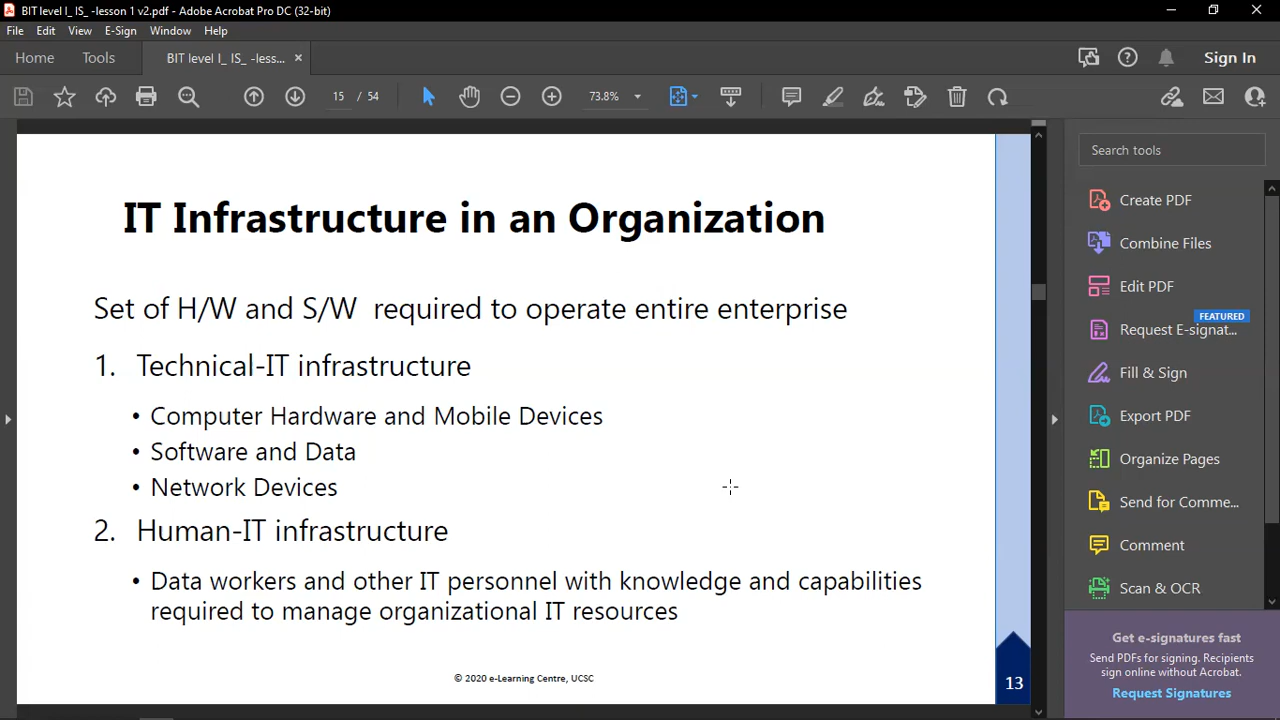 BIT level I_ IS_ -lesson 1 v2.pdf - Adobe Acrobat Pro DC (32-bit)
File Edit View E-Sign Window Help
Home Tools BIT level I_ IS_ -less... × Sign In
15 / 54 73.8%
IT Infrastructure in an Organization
Set of H/W and S/W required to operate entire enterprise
1. Technical-IT infrastructure
• Computer Hardware and Mobile Devices
• Software and Data
• Network Devices
2. Human-IT infrastructure
• Data workers and other IT personnel with knowledge and capabilities
required to manage organizational IT resources
© 2020 e-Learning Centre, UCSC
13
Search tools
Create PDF
Combine Files
Edit PDF
FEATURED
Request E-signat...
Fill & Sign
Export PDF
Organize Pages
Send for Comme...
Comment
Scan & OCR
Get e-signatures fast
Send PDFs for signing. Recipients
sign online without Acrobat.
Request Signatures